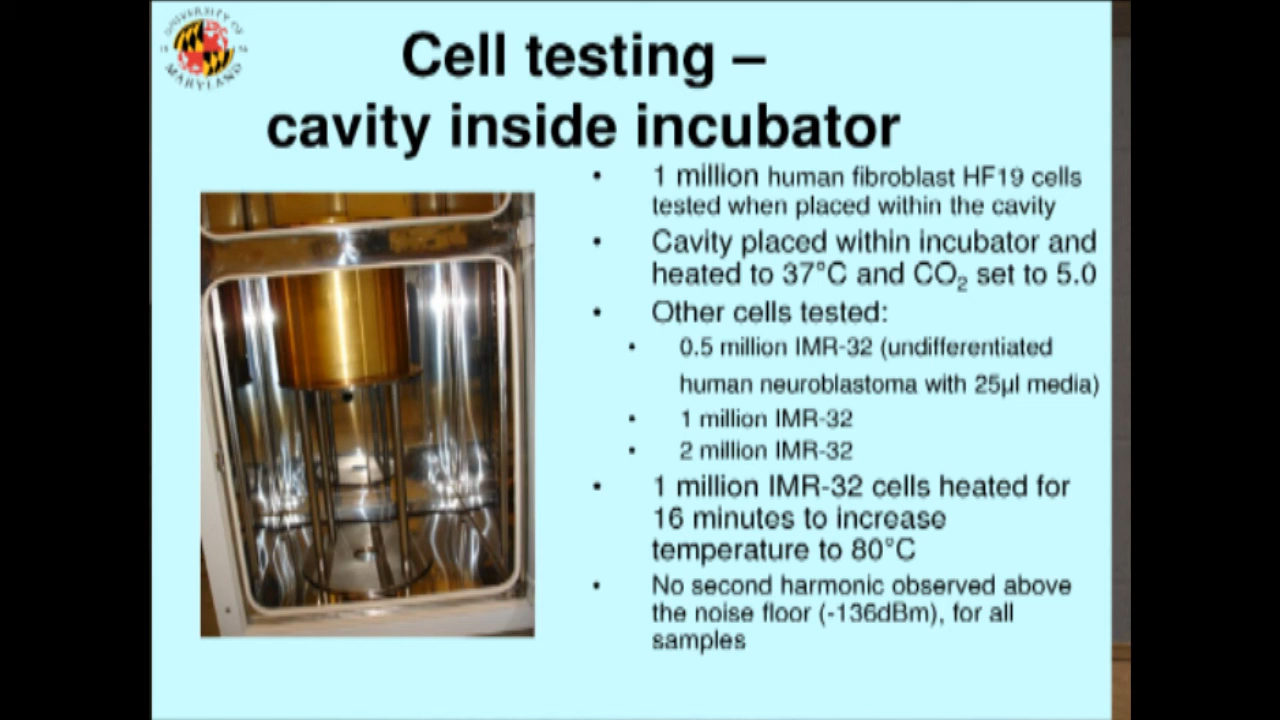 UNIVERSITY OF
MARYLAND
Cell testing –
cavity inside incubator
• 1 million human fibroblast HF19 cells
tested when placed within the cavity
• Cavity placed within incubator and
heated to 37°C and CO₂ set to 5.0
• Other cells tested:
• 0.5 million IMR-32 (undifferentiated
human neuroblastoma with 25µl media)
• 1 million IMR-32
• 2 million IMR-32
• 1 million IMR-32 cells heated for
16 minutes to increase
temperature to 80°C
• No second harmonic observed above
the noise floor (-136dBm), for all
samples